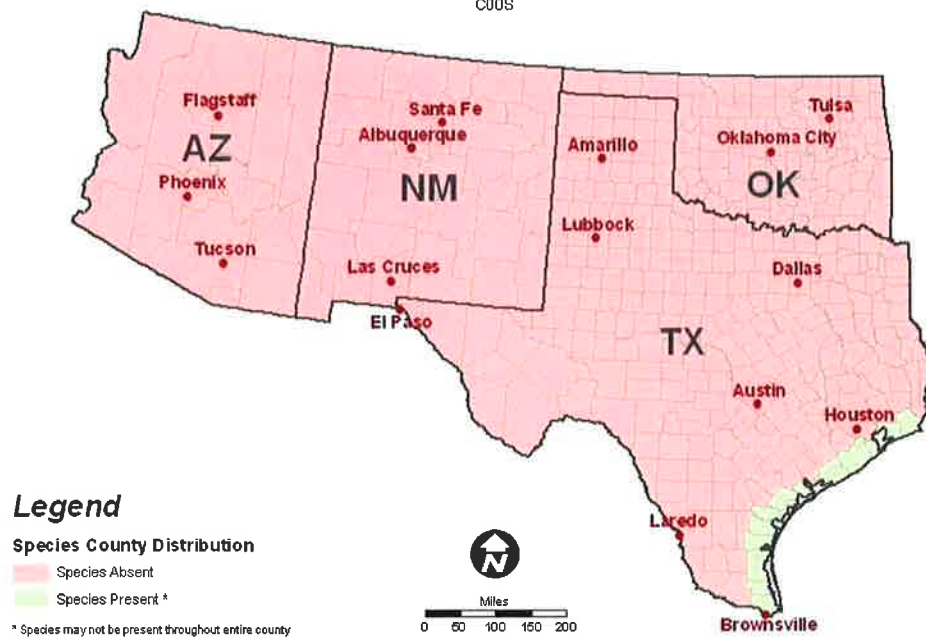 C00S
Flagstaff
AZ
Phoenix
Tucson
Santa Fe
Albuquerque
NM
Las Cruces
El Paso
Amarillo
Lubbock
Tulsa
Oklahoma City
OK
Dallas
TX
Austin
Houston
Laredo
Brownsville
Legend
Species County Distribution
Species Absent
Species Present *
* Species may not be present throughout entire county
N
Miles
0 50 100 150 200